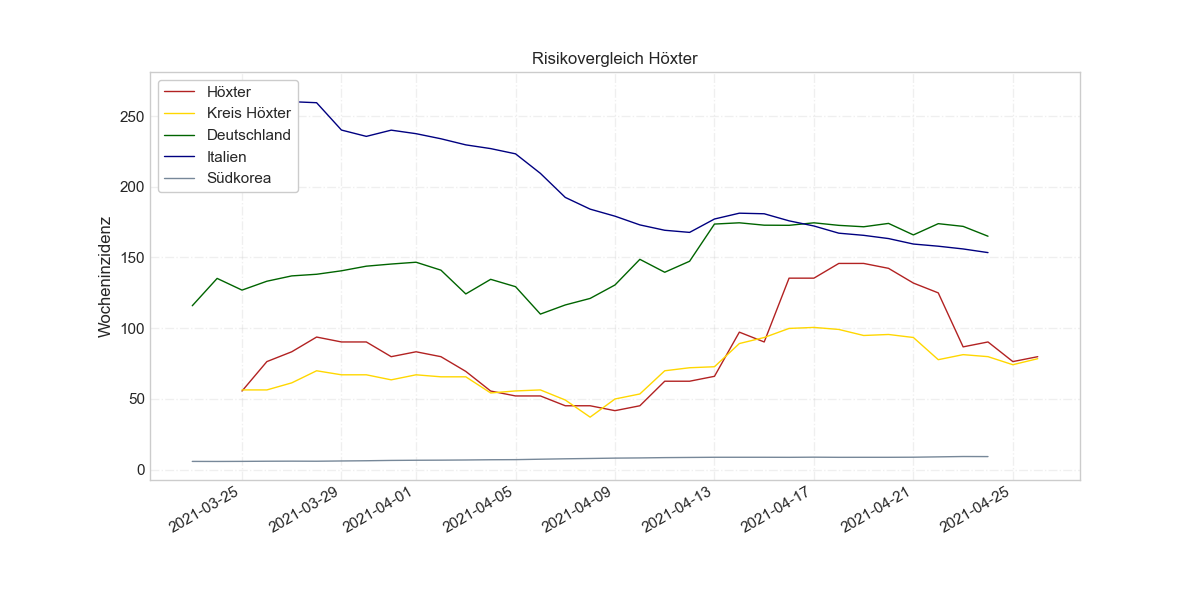 Risikovergleich Höxter
Höxter
Kreis Höxter
Deutschland
Italien
Südkorea
Wocheninzidenz
250
200
150
100
50
0
2021-03-25
2021-03-29
2021-04-01
2021-04-05
2021-04-09
2021-04-13
2021-04-17
2021-04-21
2021-04-25